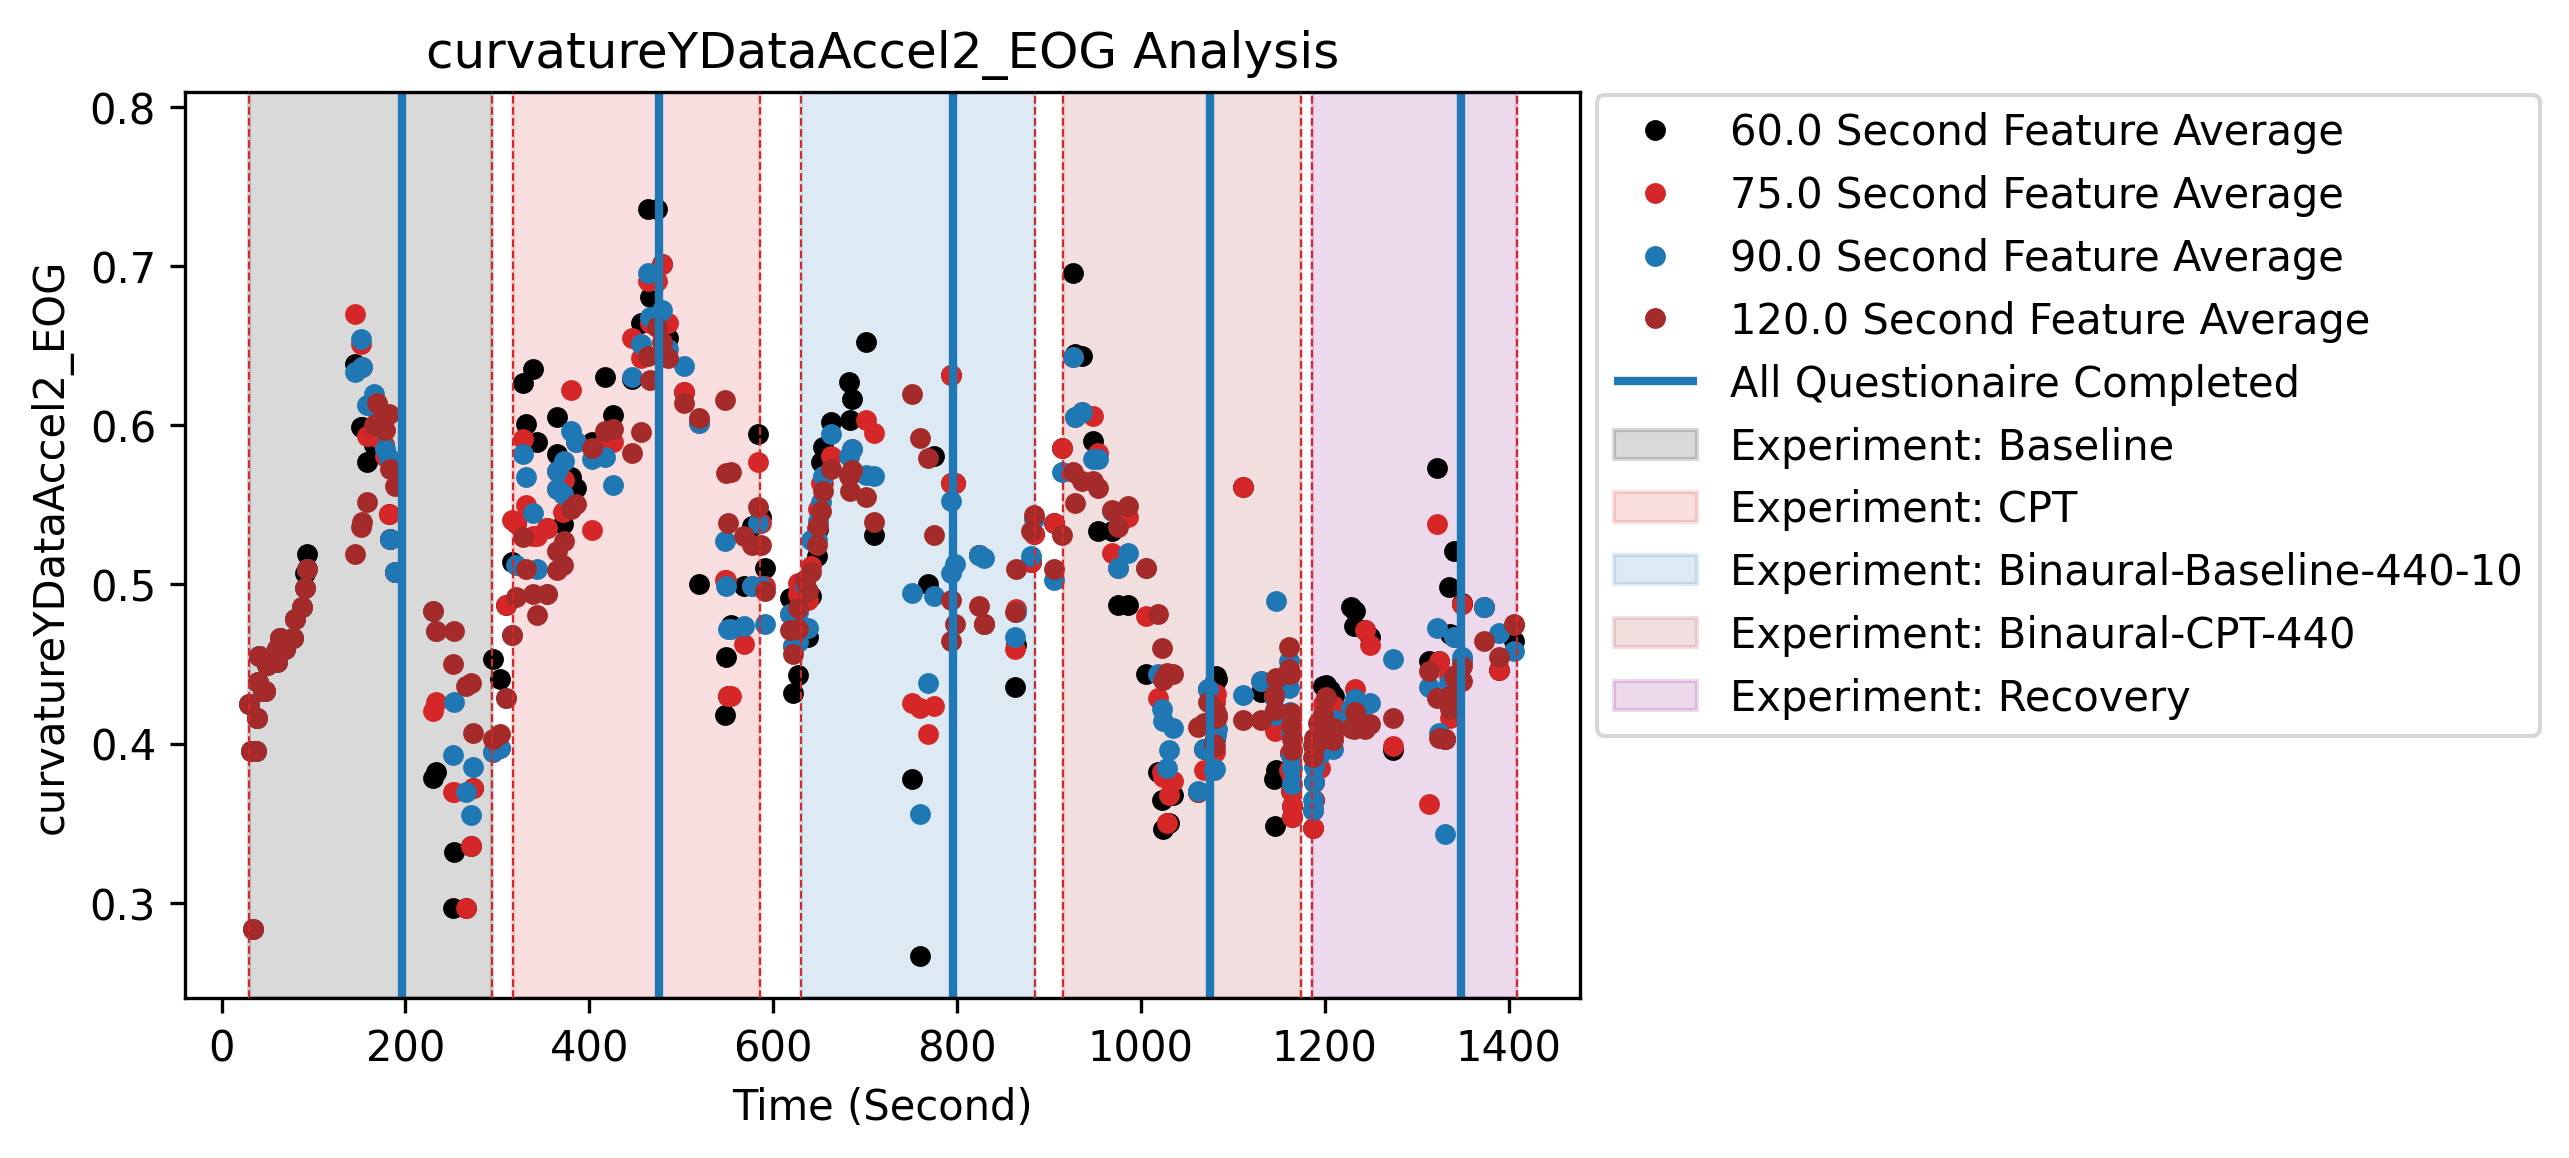 curvatureYDataAccel2_EOG Analysis
curvatureYDataAccel2_EOG
0.8
0.7
0.6
0.5
0.4
0.3
0 200 400 600 800 1000 1200 1400
Time (Second)
60.0 Second Feature Average
75.0 Second Feature Average
90.0 Second Feature Average
120.0 Second Feature Average
All Questionaire Completed
Experiment: Baseline
Experiment: CPT
Experiment: Binaural-Baseline-440-10
Experiment: Binaural-CPT-440
Experiment: Recovery